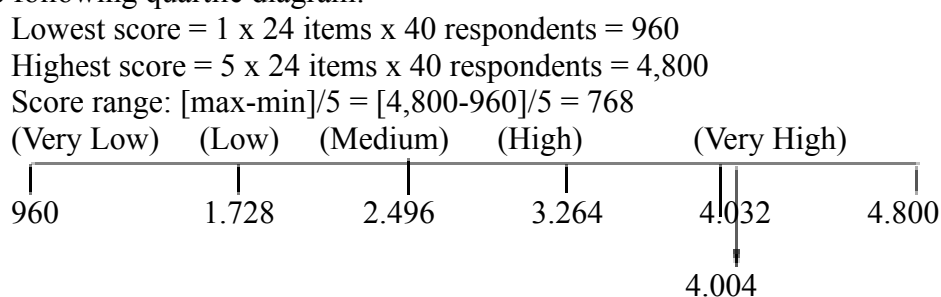 following quartile diagram:
Lowest score = 1 x 24 items x 40 respondents = 960
Highest score = 5 x 24 items x 40 respondents = 4,800
Score range: [max-min]/5 = [4,800-960]/5 = 768
(Very Low) (Low) (Medium) (High) (Very High)
960 1.728 2.496 3.264 4.032 4.800
4.004